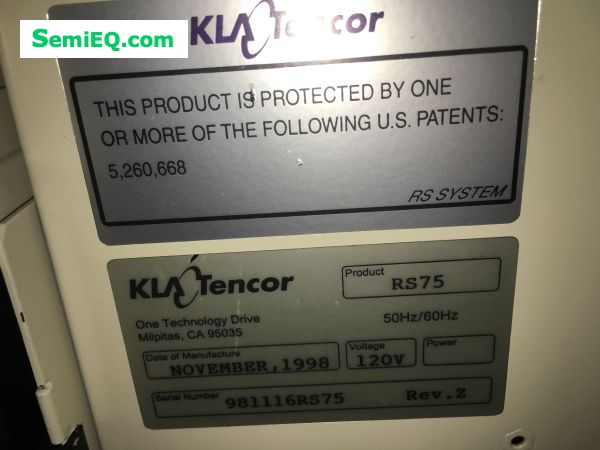 SemiEQ.com
KLA Tencor
THIS PRODUCT IS PROTECTED BY ONE
OR MORE OF THE FOLLOWING U.S. PATENTS:
5,260,668
RS SYSTEM
KLA Tencor
Product RS75
One Technology Drive
Milpitas, CA 95035
50Hz/60Hz
Date of Manufacture NOVEMBER,1998
Voltage 120V
Power
Serial Number 981116RS75 Rev.Z